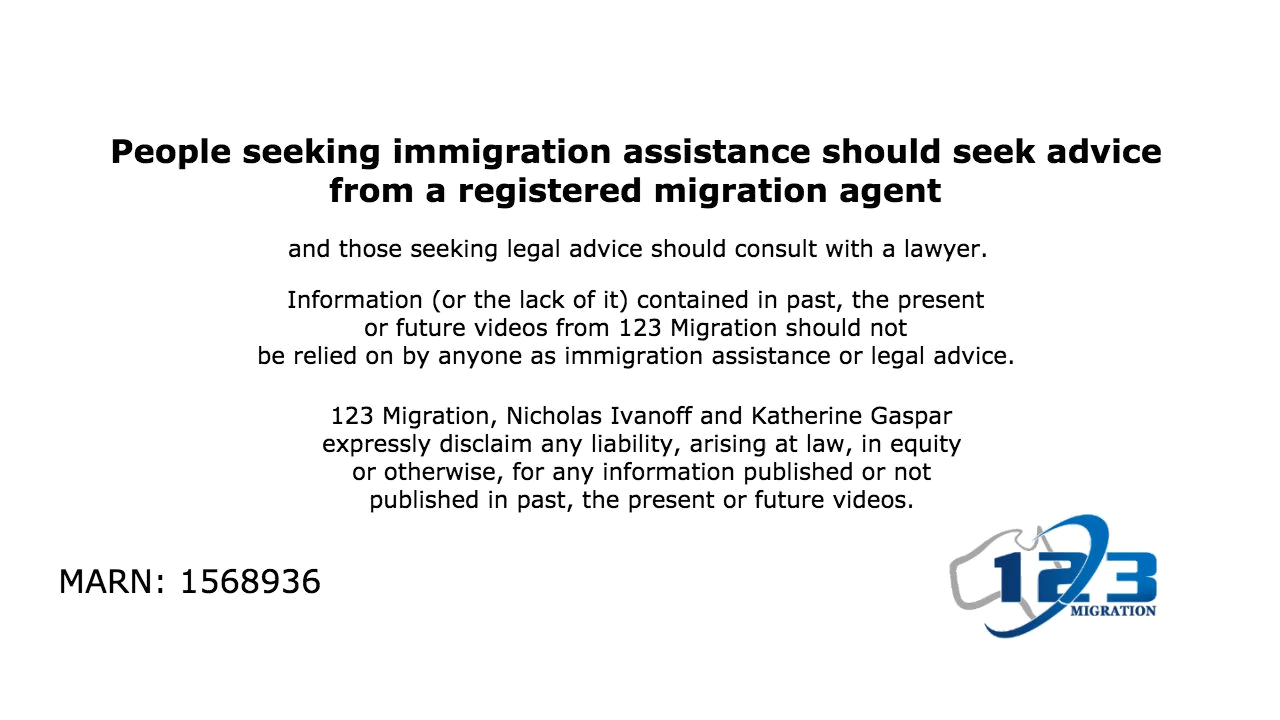 People seeking immigration assistance should seek advice
from a registered migration agent
and those seeking legal advice should consult with a lawyer.
Information (or the lack of it) contained in past, the present
or future videos from 123 Migration should not
be relied on by anyone as immigration assistance or legal advice.
123 Migration, Nicholas Ivanoff and Katherine Gaspar
expressly disclaim any liability, arising at law, in equity
or otherwise, for any information published or not
published in past, the present or future videos.
MARN: 1568936
123
MIGRATION